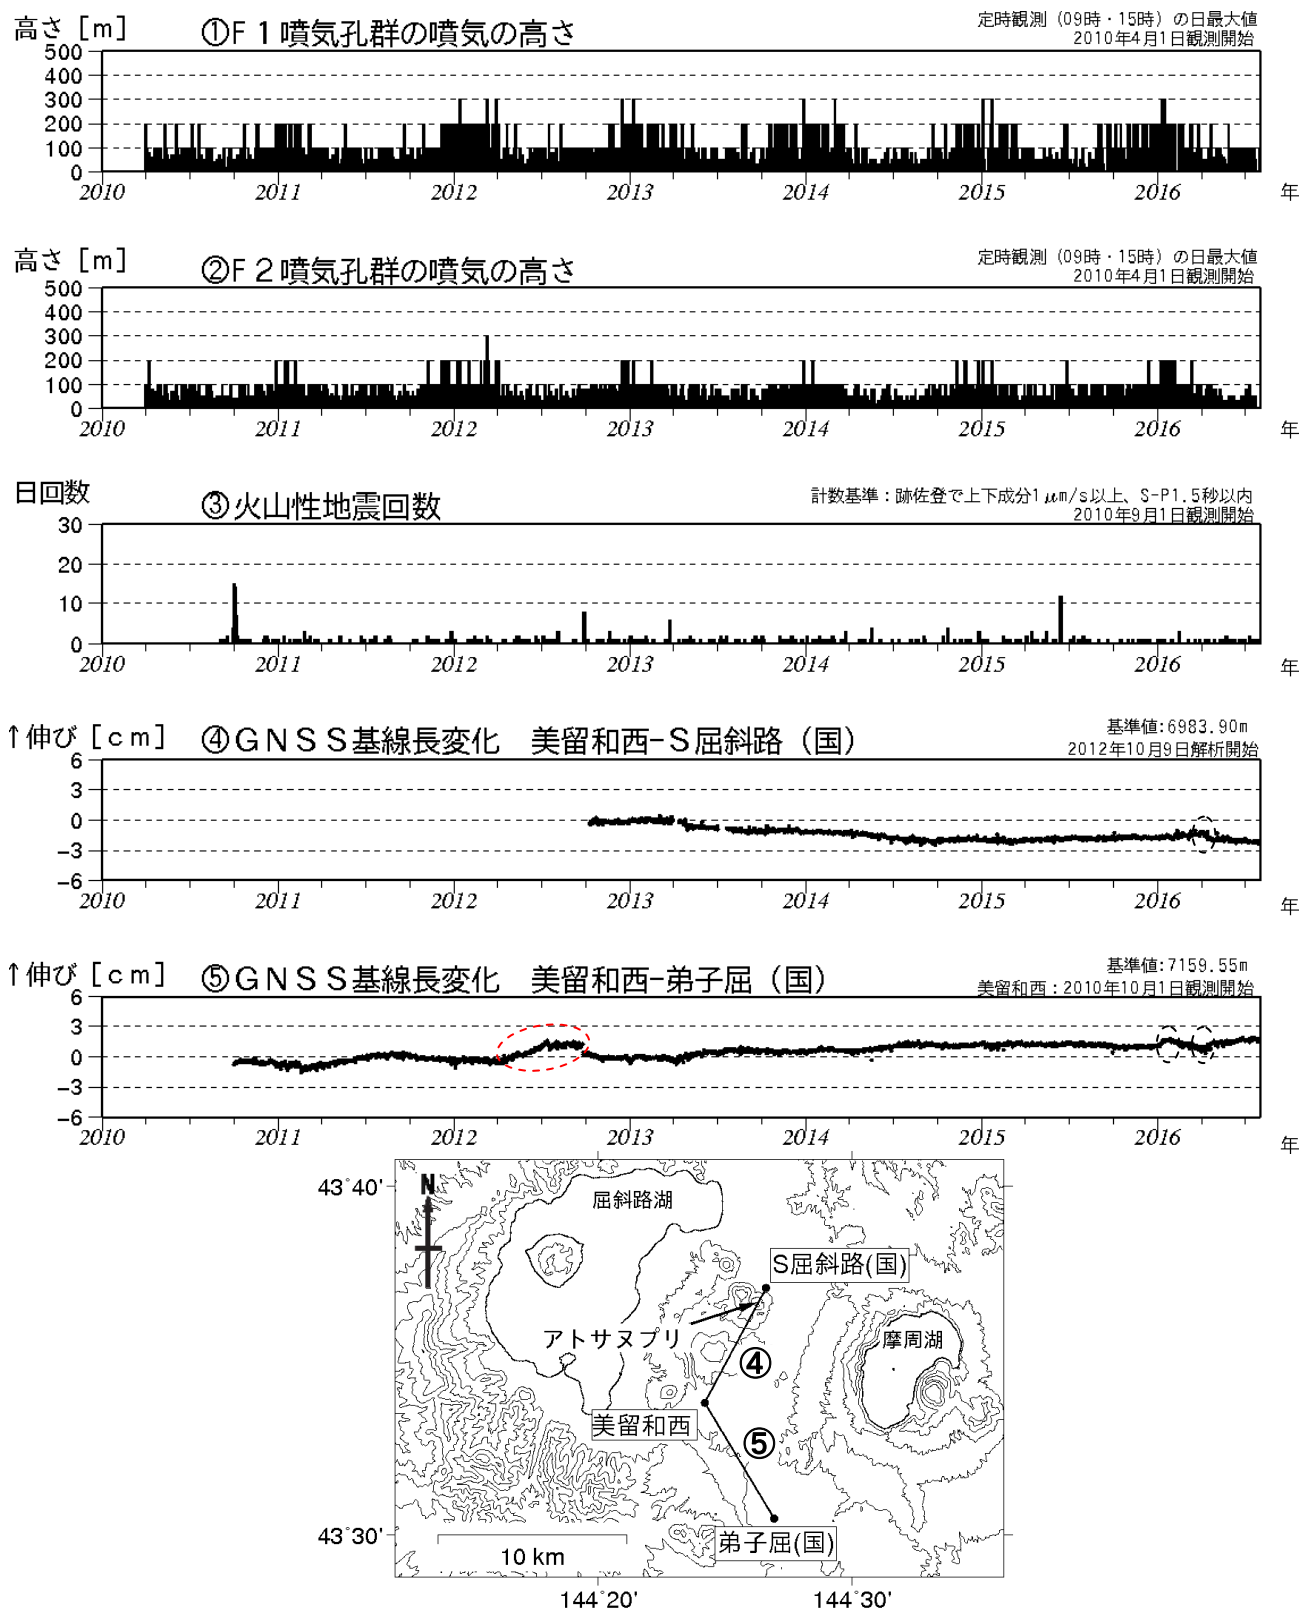 高さ [m]
①F1噴気孔群の噴気の高さ
定時観測（09時・15時）の日最大値
2010年4月1日観測開始
500
400
300
200
100
0
2010 2011 2012 2013 2014 2015 2016 年
高さ [m]
②F2噴気孔群の噴気の高さ
定時観測（09時・15時）の日最大値
2010年4月1日観測開始
500
400
300
200
100
0
2010 2011 2012 2013 2014 2015 2016 年
日回数
③火山性地震回数
計数基準：跡佐登で上下成分1μm/s以上、S-P1.5秒以内
2010年9月1日観測開始
30
20
10
0
2010 2011 2012 2013 2014 2015 2016 年
↑伸び [cm]
④GNSS基線長変化 美留和西-S屈斜路（国）
基準値:6983.90m
2012年10月9日解析開始
6
3
0
-3
-6
2010 2011 2012 2013 2014 2015 2016 年
↑伸び [cm]
⑤GNSS基線長変化 美留和西-弟子屈（国）
基準値:7159.55m
美留和西：2010年10月1日観測開始
6
3
0
-3
-6
2010 2011 2012 2013 2014 2015 2016 年
43°40'
N
屈斜路湖
S屈斜路(国)
アトサヌプリ
摩周湖
④
美留和西
⑤
43°30'
弟子屈(国)
10 km
144°20' 144°30'